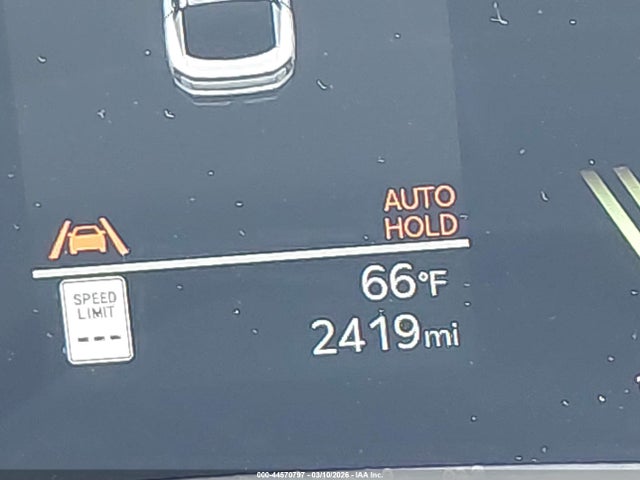 AUTO
HOLD
SPEED
LIMIT
---
66°F
2419mi
000-44570797 - 03/10/2026 - IAA Inc.